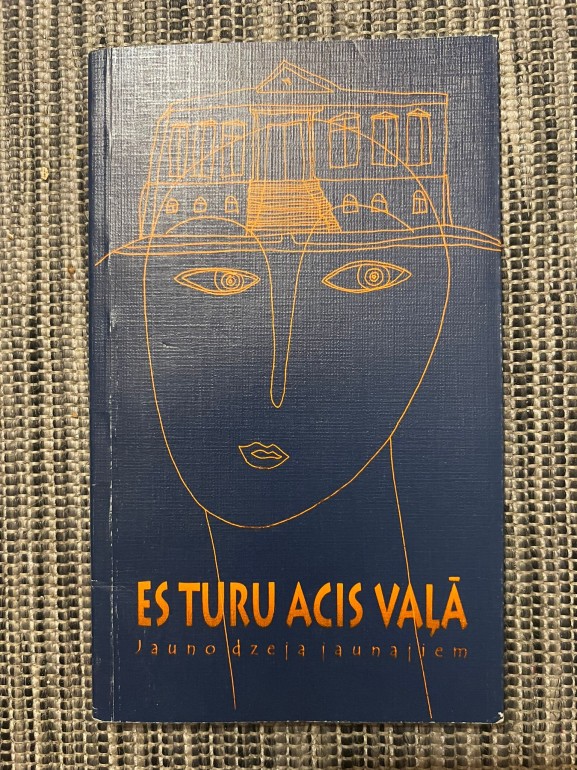 ES TURU ACIS VAĻĀ
Jauno dzeja jaunajiem